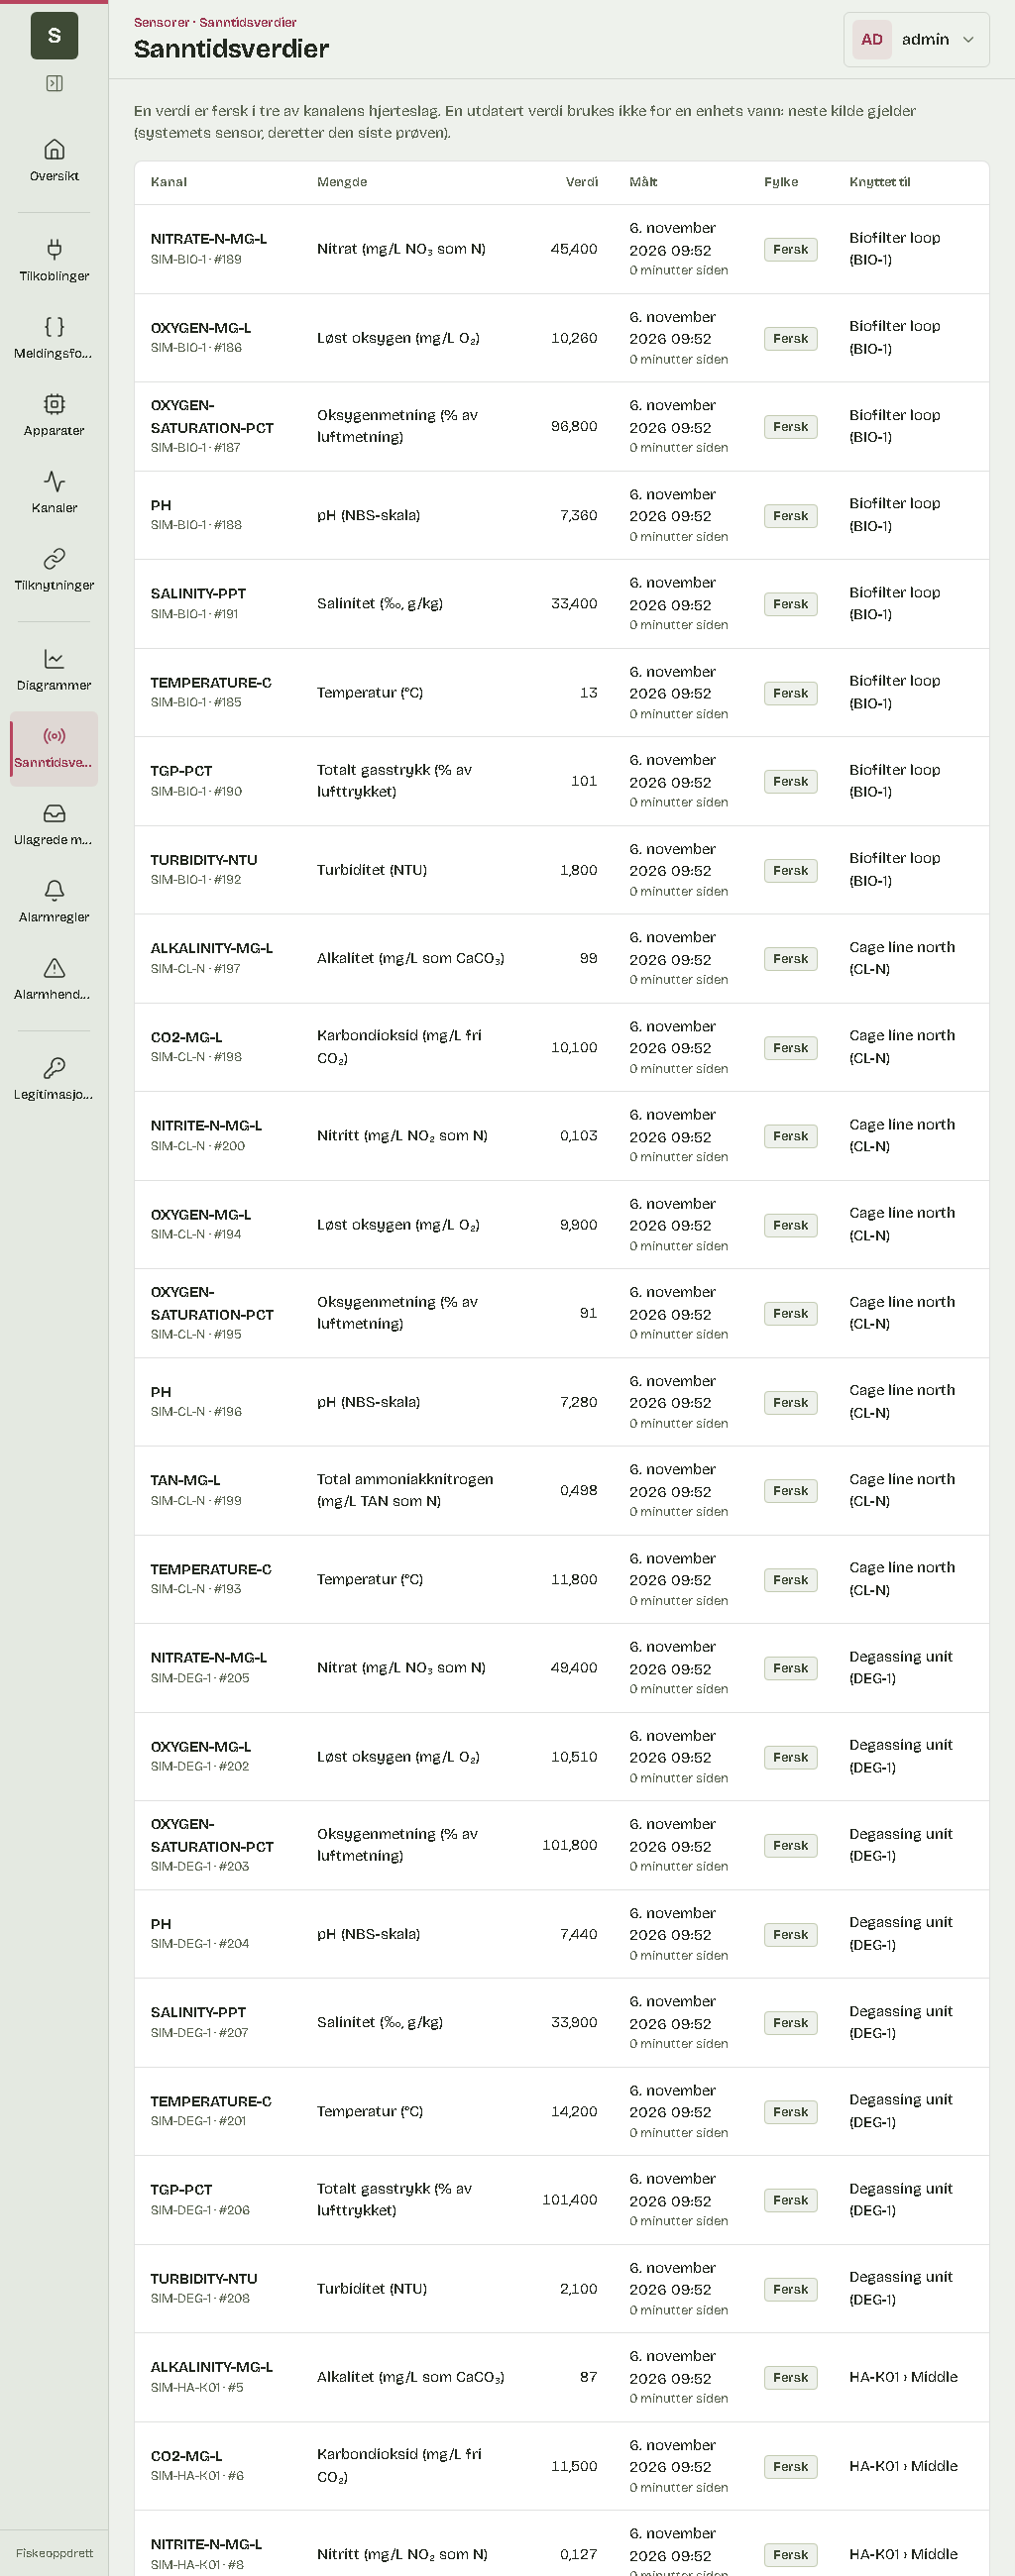 S
Oversikt
Tilkoblinger
Meldingsfo...
Apparater
Kanaler
Tilknytninger
Diagrammer
Sanntidsve...
Ulagrede m...
Alarmregler
Alarmhend...
Legitimasjo...
Fiskeoppdrett
Sensorer · Sanntidsverdier
Sanntidsverdier
AD admin
En verdi er fersk i tre av kanalens hjerteslag. En utdatert verdi brukes ikke for en enhets vann: neste kilde gjelder
(systemets sensor, deretter den siste prøven).
Kanal Mengde Verdi Målt Fylke Knyttet til
NITRATE-N-MG-L
SIM-BIO-1 · #189
Nitrat (mg/L NO₃ som N)
45,400
6. november
2026 09:52
0 minutter siden
Fersk
Biofilter loop
(BIO-1)
OXYGEN-MG-L
SIM-BIO-1 · #186
Løst oksygen (mg/L O₂)
10,260
6. november
2026 09:52
0 minutter siden
Fersk
Biofilter loop
(BIO-1)
OXYGEN-
SATURATION-PCT
SIM-BIO-1 · #187
Oksygenmetning (% av
luftmetning)
96,800
6. november
2026 09:52
0 minutter siden
Fersk
Biofilter loop
(BIO-1)
PH
SIM-BIO-1 · #188
pH (NBS-skala)
7,360
6. november
2026 09:52
0 minutter siden
Fersk
Biofilter loop
(BIO-1)
SALINITY-PPT
SIM-BIO-1 · #191
Salinitet (‰, g/kg)
33,400
6. november
2026 09:52
0 minutter siden
Fersk
Biofilter loop
(BIO-1)
TEMPERATURE-C
SIM-BIO-1 · #185
Temperatur (°C)
13
6. november
2026 09:52
0 minutter siden
Fersk
Biofilter loop
(BIO-1)
TGP-PCT
SIM-BIO-1 · #190
Totalt gasstrykk (% av
lufttrykket)
101
6. november
2026 09:52
0 minutter siden
Fersk
Biofilter loop
(BIO-1)
TURBIDITY-NTU
SIM-BIO-1 · #192
Turbiditet (NTU)
1,800
6. november
2026 09:52
0 minutter siden
Fersk
Biofilter loop
(BIO-1)
ALKALINITY-MG-L
SIM-CL-N · #197
Alkalitet (mg/L som CaCO₃)
99
6. november
2026 09:52
0 minutter siden
Fersk
Cage line north
(CL-N)
CO2-MG-L
SIM-CL-N · #198
Karbondioksid (mg/L fri
CO₂)
10,100
6. november
2026 09:52
0 minutter siden
Fersk
Cage line north
(CL-N)
NITRITE-N-MG-L
SIM-CL-N · #200
Nitritt (mg/L NO₂ som N)
0,103
6. november
2026 09:52
0 minutter siden
Fersk
Cage line north
(CL-N)
OXYGEN-MG-L
SIM-CL-N · #194
Løst oksygen (mg/L O₂)
9,900
6. november
2026 09:52
0 minutter siden
Fersk
Cage line north
(CL-N)
OXYGEN-
SATURATION-PCT
SIM-CL-N · #195
Oksygenmetning (% av
luftmetning)
91
6. november
2026 09:52
0 minutter siden
Fersk
Cage line north
(CL-N)
PH
SIM-CL-N · #196
pH (NBS-skala)
7,280
6. november
2026 09:52
0 minutter siden
Fersk
Cage line north
(CL-N)
TAN-MG-L
SIM-CL-N · #199
Total ammoniakknitrogen
(mg/L TAN som N)
0,498
6. november
2026 09:52
0 minutter siden
Fersk
Cage line north
(CL-N)
TEMPERATURE-C
SIM-CL-N · #193
Temperatur (°C)
11,800
6. november
2026 09:52
0 minutter siden
Fersk
Cage line north
(CL-N)
NITRATE-N-MG-L
SIM-DEG-1 · #205
Nitrat (mg/L NO₃ som N)
49,400
6. november
2026 09:52
0 minutter siden
Fersk
Degassing unit
(DEG-1)
OXYGEN-MG-L
SIM-DEG-1 · #202
Løst oksygen (mg/L O₂)
10,510
6. november
2026 09:52
0 minutter siden
Fersk
Degassing unit
(DEG-1)
OXYGEN-
SATURATION-PCT
SIM-DEG-1 · #203
Oksygenmetning (% av
luftmetning)
101,800
6. november
2026 09:52
0 minutter siden
Fersk
Degassing unit
(DEG-1)
PH
SIM-DEG-1 · #204
pH (NBS-skala)
7,440
6. november
2026 09:52
0 minutter siden
Fersk
Degassing unit
(DEG-1)
SALINITY-PPT
SIM-DEG-1 · #207
Salinitet (‰, g/kg)
33,900
6. november
2026 09:52
0 minutter siden
Fersk
Degassing unit
(DEG-1)
TEMPERATURE-C
SIM-DEG-1 · #201
Temperatur (°C)
14,200
6. november
2026 09:52
0 minutter siden
Fersk
Degassing unit
(DEG-1)
TGP-PCT
SIM-DEG-1 · #206
Totalt gasstrykk (% av
lufttrykket)
101,400
6. november
2026 09:52
0 minutter siden
Fersk
Degassing unit
(DEG-1)
TURBIDITY-NTU
SIM-DEG-1 · #208
Turbiditet (NTU)
2,100
6. november
2026 09:52
0 minutter siden
Fersk
Degassing unit
(DEG-1)
ALKALINITY-MG-L
SIM-HA-K01 · #5
Alkalitet (mg/L som CaCO₃)
87
6. november
2026 09:52
0 minutter siden
Fersk
HA-K01 › Middle
CO2-MG-L
SIM-HA-K01 · #6
Karbondioksid (mg/L fri
CO₂)
11,500
6. november
2026 09:52
0 minutter siden
Fersk
HA-K01 › Middle
NITRITE-N-MG-L
SIM-HA-K01 · #8
Nitritt (mg/L NO₂ som N)
0,127
6. november
2026 09:52
0 minutter siden
Fersk
HA-K01 › Middle